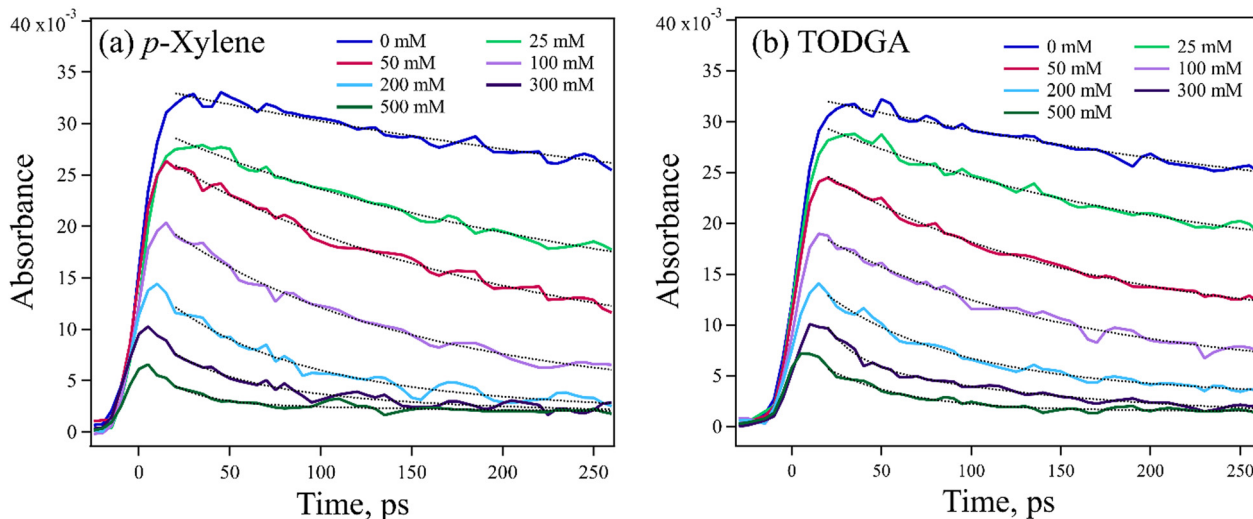 40 x10⁻³
(a) p-Xylene
0 mM 25 mM
50 mM 100 mM
200 mM 300 mM
500 mM
35
30
25
20
15
10
5
0
Absorbance
0 50 100 150 200 250
Time, ps
40 x10⁻³
(b) TODGA
0 mM 25 mM
50 mM 100 mM
200 mM 300 mM
500 mM
35
30
25
20
15
10
5
0
Absorbance
0 50 100 150 200 250
Time, ps